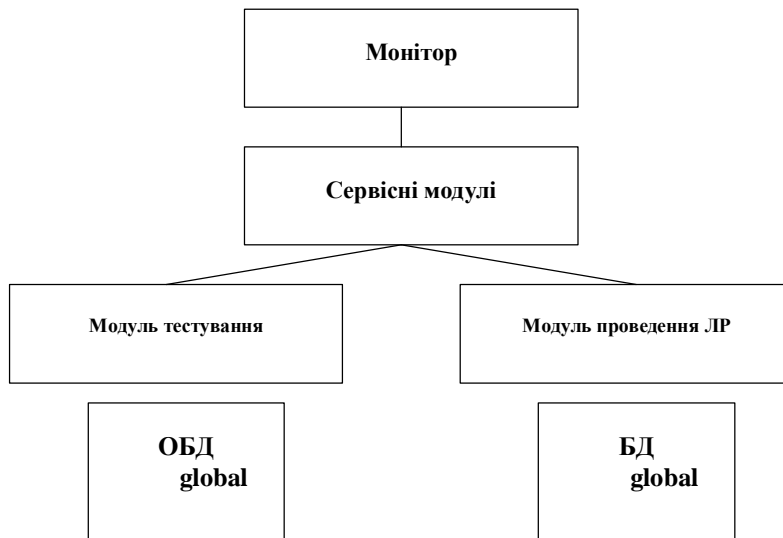 Монітор
Сервісні модулі
Модуль тестування
Модуль проведення ЛР
ОБД
global
БД
global